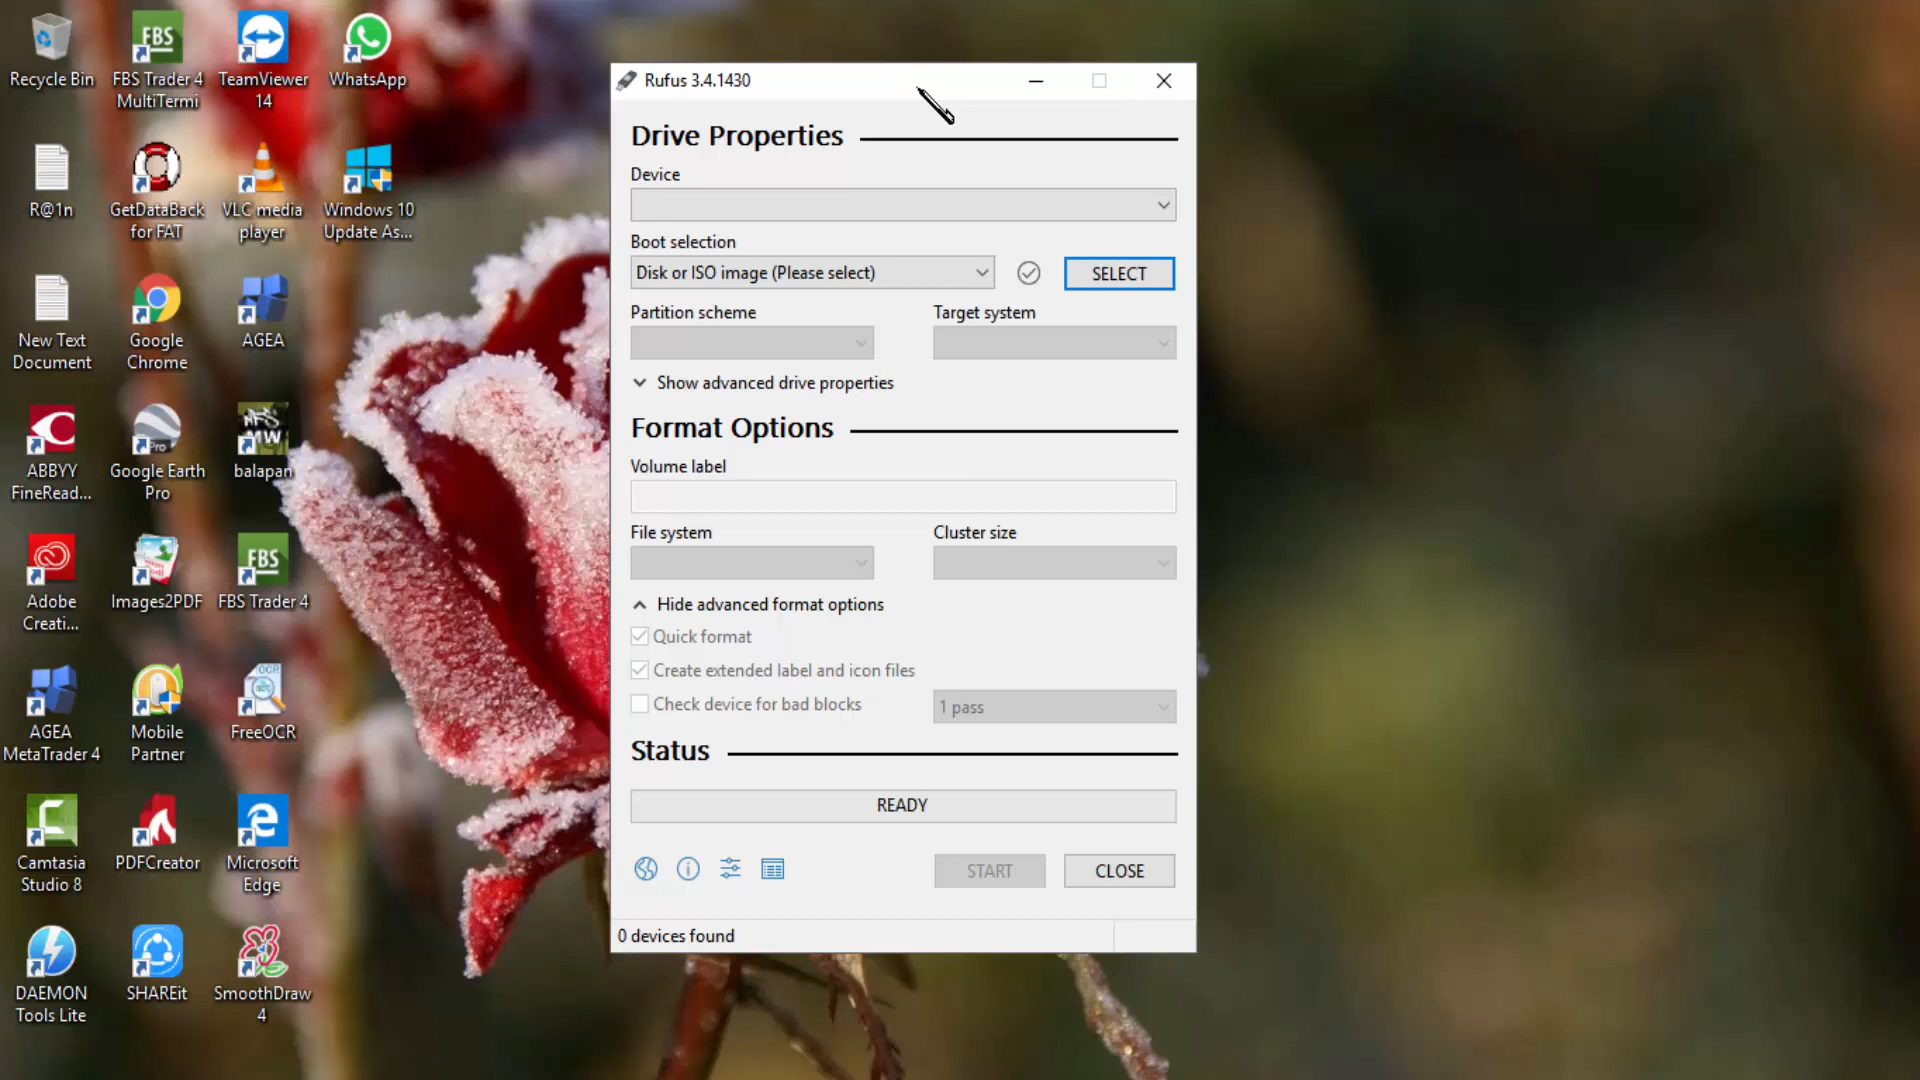 Recycle Bin
FBS
FBS Trader 4
MultiTermi
TeamViewer
14
WhatsApp
R@1n
GetDataBack
for FAT
VLC media
player
Windows 10
Update As...
New Text
Document
Google
Chrome
AGEA
ABBYY
FineRead...
Pro
Google Earth
Pro
NFS
MW
balapan
Adobe
Creati...
Images2PDF
FBS
FBS Trader 4
AGEA
MetaTrader 4
Mobile
Partner
OCR
FreeOCR
Camtasia
Studio 8
PDFCreator
Microsoft
Edge
DAEMON
Tools Lite
SHAREit
SmoothDraw
4
Rufus 3.4.1430
Drive Properties
Device
Boot selection
Disk or ISO image (Please select)
SELECT
Partition scheme
Target system
Show advanced drive properties
Format Options
Volume label
File system
Cluster size
Hide advanced format options
Quick format
Create extended label and icon files
Check device for bad blocks
1 pass
Status
READY
START
CLOSE
0 devices found